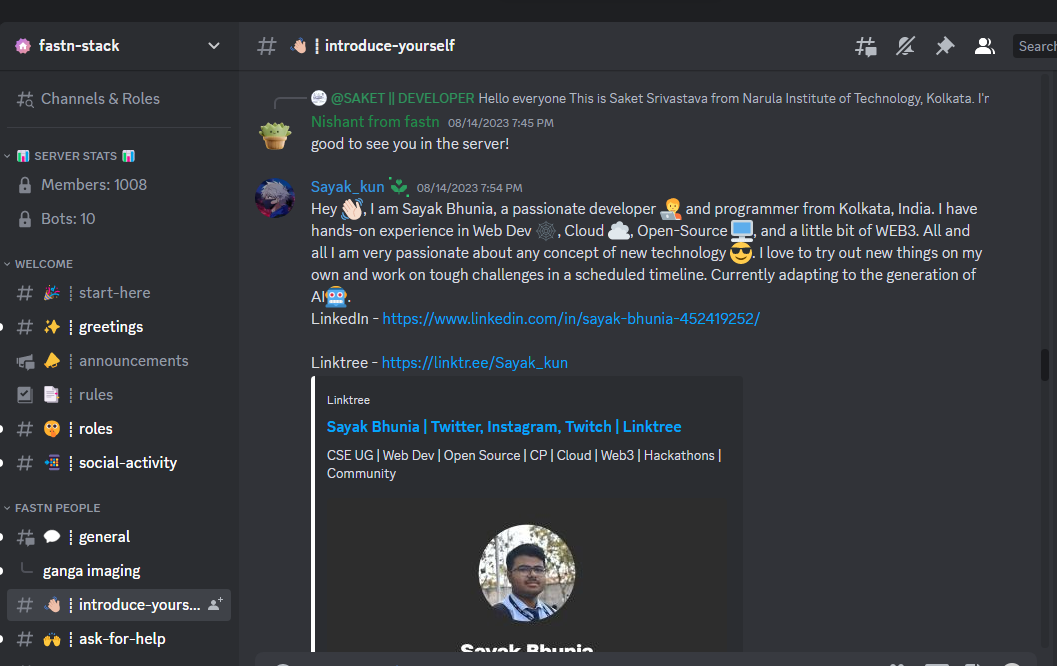 fastn-stack
introduce-yourself
Search
Channels & Roles
SERVER STATS
Members: 1008
Bots: 10
WELCOME
start-here
greetings
announcements
rules
roles
social-activity
FASTN PEOPLE
general
ganga imaging
introduce-yours...
ask-for-help
@SAKET || DEVELOPER Hello everyone This is Saket Srivastava from Narula Institute of Technology, Kolkata. I'r
Nishant from fastn 08/14/2023 7:45 PM
good to see you in the server!
Sayak_kun 08/14/2023 7:54 PM
Hey 👋🏻, I am Sayak Bhunia, a passionate developer 🧑‍💻 and programmer from Kolkata, India. I have
hands-on experience in Web Dev 🕸️, Cloud ☁️, Open-Source 🖥️, and a little bit of WEB3. All and
all I am very passionate about any concept of new technology 😎. I love to try out new things on my
own and work on tough challenges in a scheduled timeline. Currently adapting to the generation of
AI🤖.
LinkedIn - https://www.linkedin.com/in/sayak-bhunia-452419252/
Linktree - https://linktr.ee/Sayak_kun
Linktree
Sayak Bhunia | Twitter, Instagram, Twitch | Linktree
CSE UG | Web Dev | Open Source | CP | Cloud | Web3 | Hackathons |
Community
Sayak Bhunia